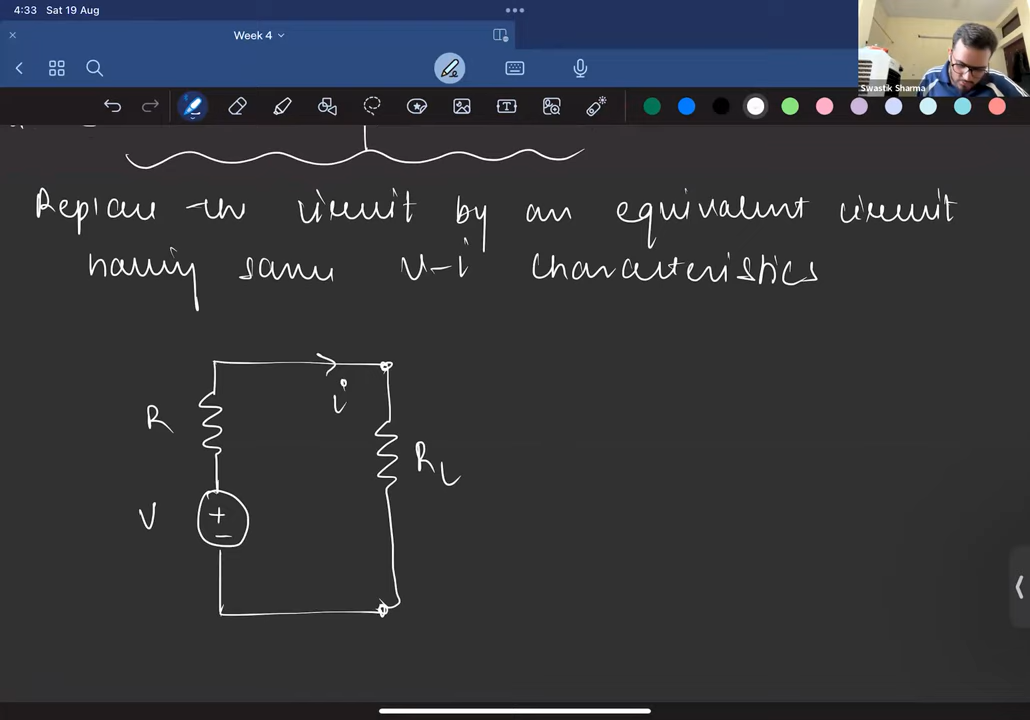 4:33 Sat 19 Aug
Week 4
Swastik Sharma
Replace the circuit by an equivalent circuit
having same v-i characteristics
i
R
R L
V
+
-